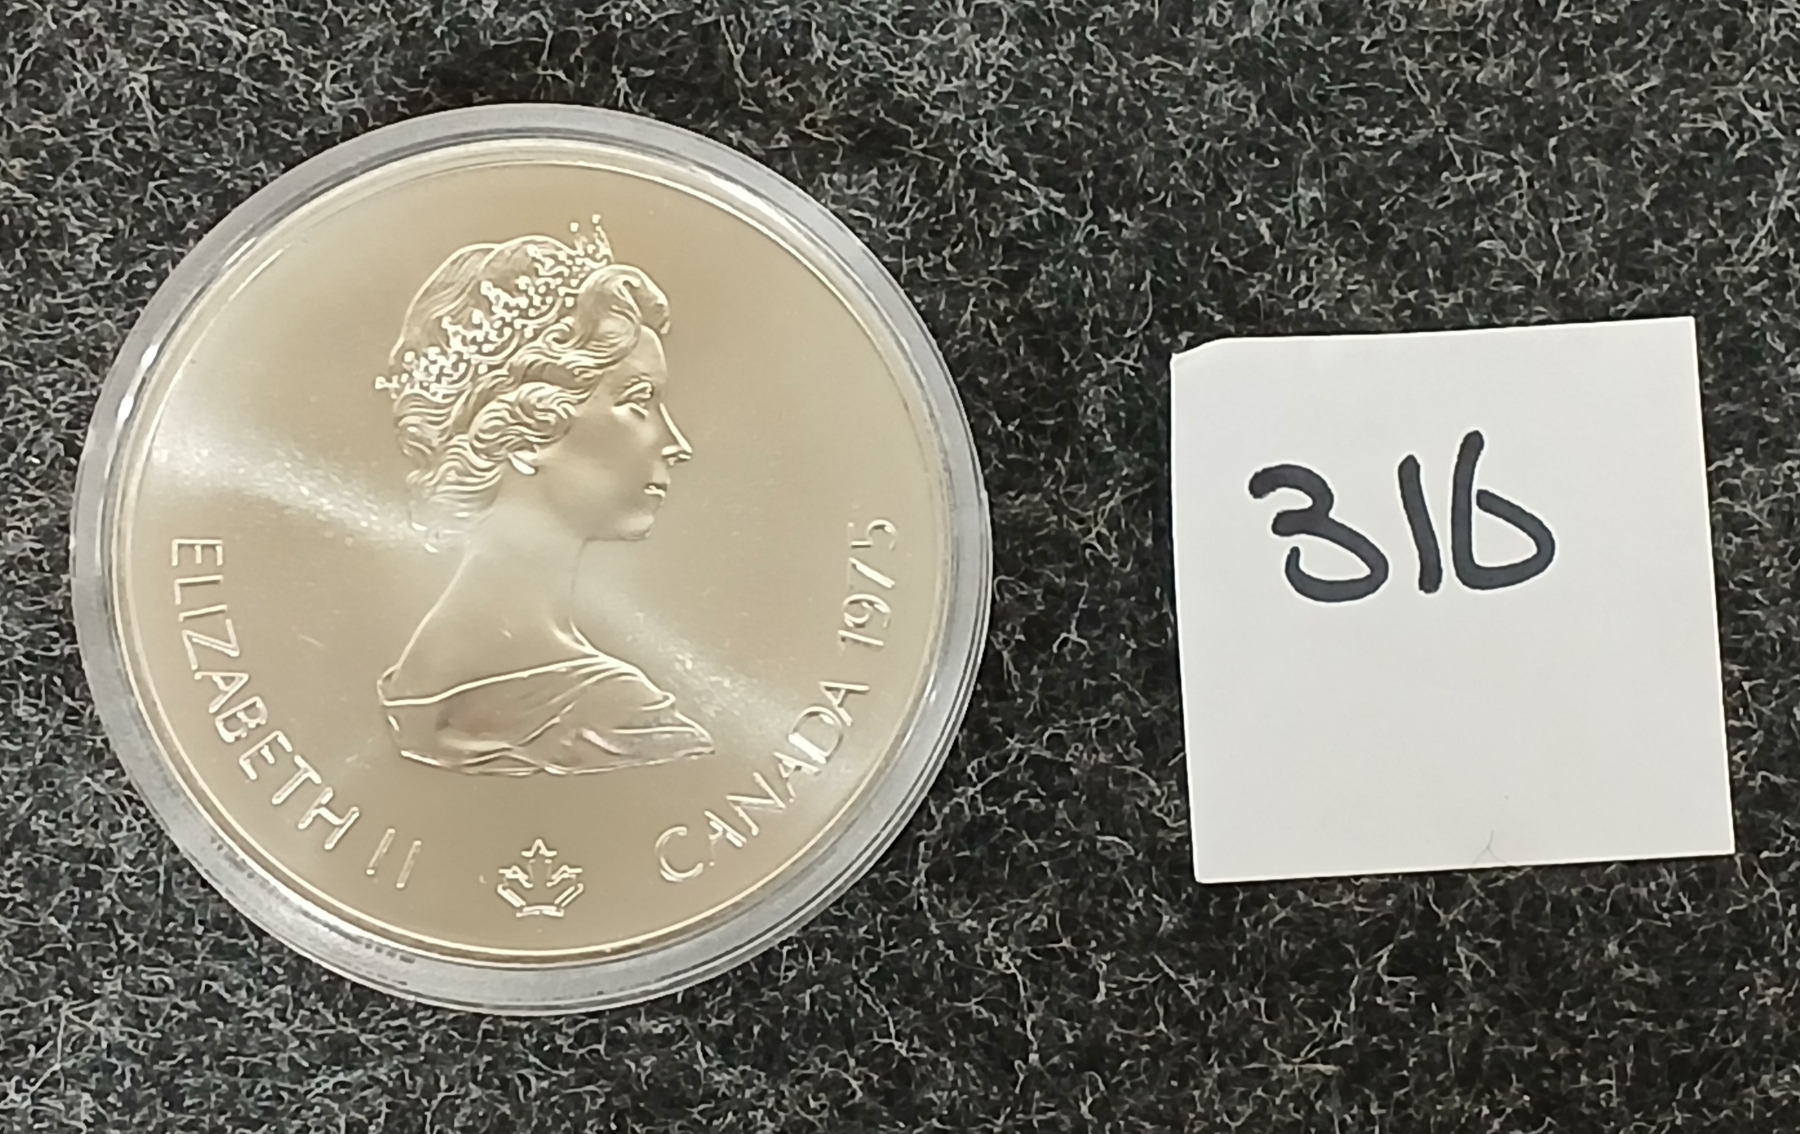 ELIZABETH II
CANADA 1975
316